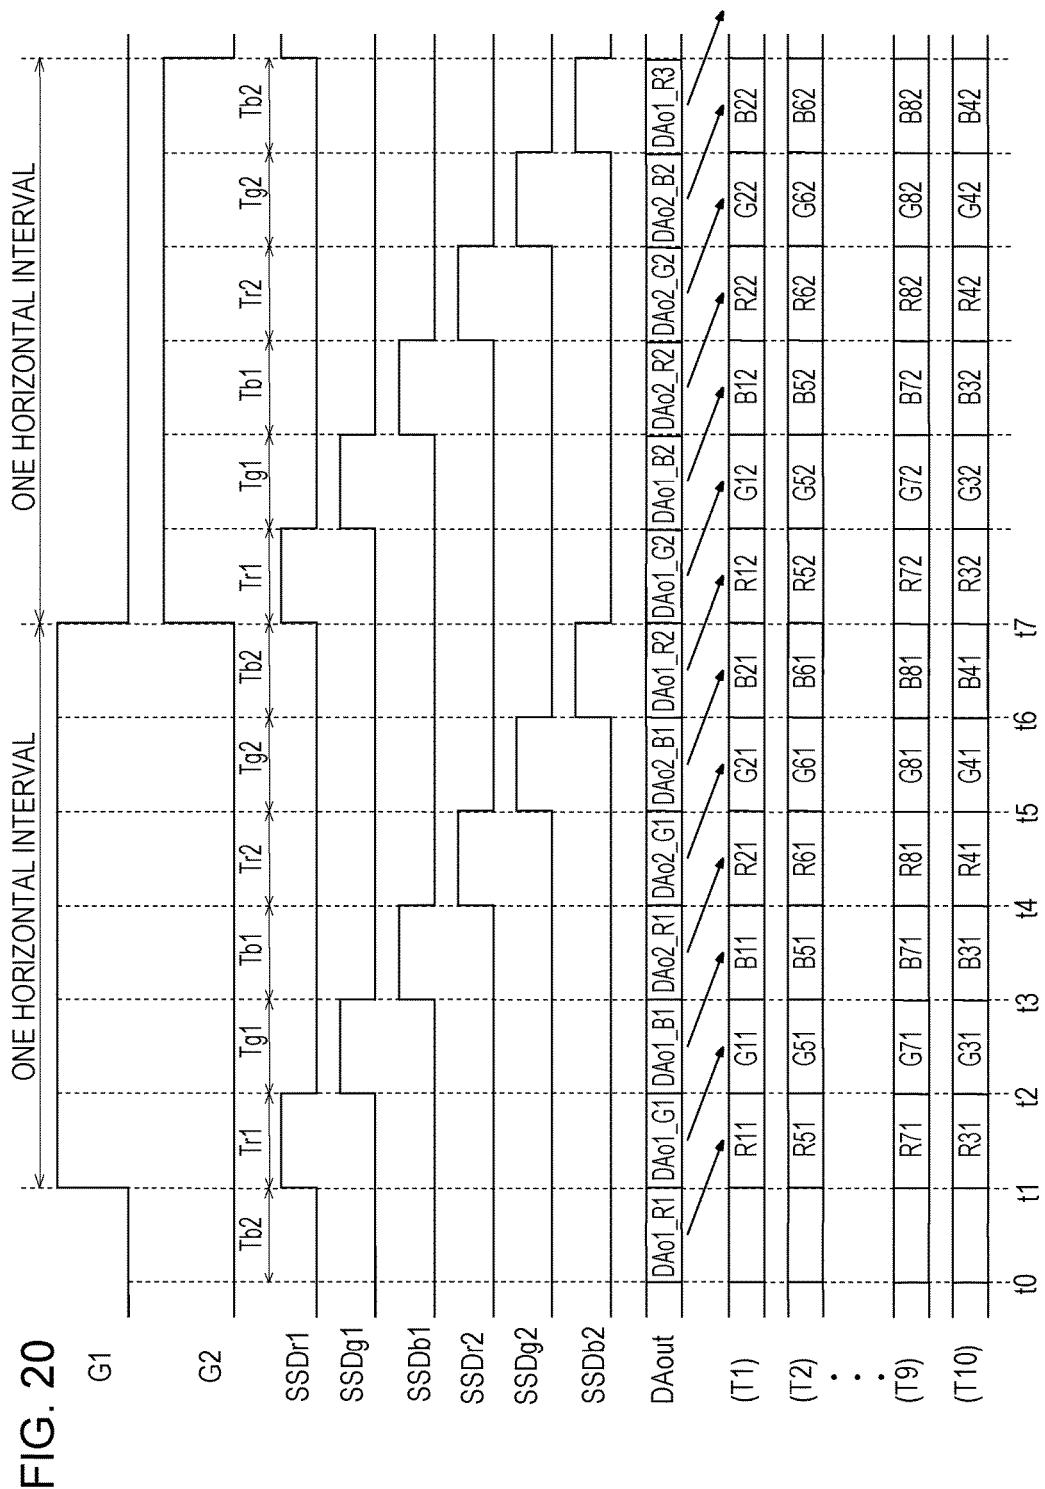 FIG. 20
ONE HORIZONTAL INTERVAL ONE HORIZONTAL INTERVAL
G1
G2
Tb2 Tr1 Tg1 Tb1 Tr2 Tg2 Tb2 Tr1 Tg1 Tb1 Tr2 Tg2 Tb2
SSDr1
SSDg1
SSDb1
SSDr2
SSDg2
SSDb2
DAout DAo1_R1 DAo1_G1 DAo1_B1 DAo2_R1 DAo2_G1 DAo2_B1 DAo1_R2 DAo1_G2 DAo1_B2 DAo2_R2 DAo2_G2 DAo2_B2 DAo1_R3
(T1) R11 G11 B11 R21 G21 B21 R12 G12 B12 R22 G22 B22
(T2) R51 G51 B51 R61 G61 B61 R52 G52 B52 R62 G62 B62
(T9) R71 G71 B71 R81 G81 B81 R72 G72 B72 R82 G82 B82
(T10) R31 G31 B31 R41 G41 B41 R32 G32 B32 R42 G42 B42
t0 t1 t2 t3 t4 t5 t6 t7